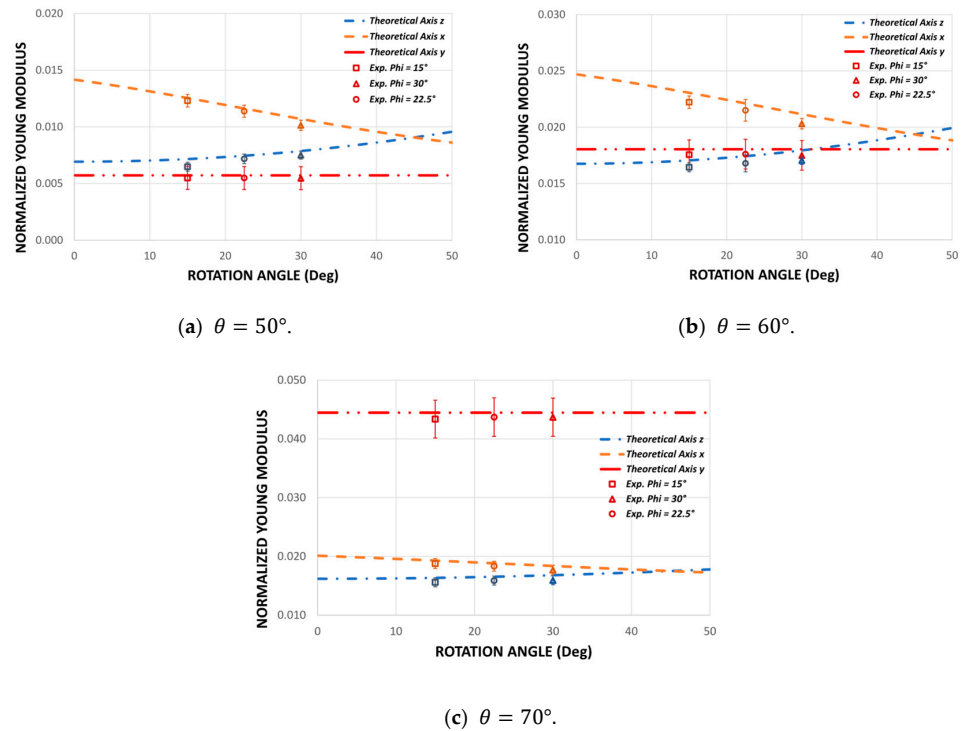 NORMALIZED YOUNG MODULUS
0.020
0.015
0.010
0.005
0.000
0
10
20
30
40
50
ROTATION ANGLE (Deg)
Theoretical Axis z
Theoretical Axis x
Theoretical Axis y
Exp. Phi = 15°
Exp. Phi = 30°
Exp. Phi = 22.5°
(a) θ = 50°.
NORMALIZED YOUNG MODULUS
0.030
0.025
0.020
0.015
0.010
0
10
20
30
40
50
ROTATION ANGLE (Deg)
Theoretical Axis z
Theoretical Axis x
Theoretical Axis y
Exp. Phi = 15°
Exp. Phi = 30°
Exp. Phi = 22.5°
(b) θ = 60°.
NORMALIZED YOUNG MODULUS
0.050
0.040
0.030
0.020
0.010
0
10
20
30
40
50
ROTATION ANGLE (Deg)
Theoretical Axis z
Theoretical Axis x
Theoretical Axis y
Exp. Phi = 15°
Exp. Phi = 30°
Exp. Phi = 22.5°
(c) θ = 70°.